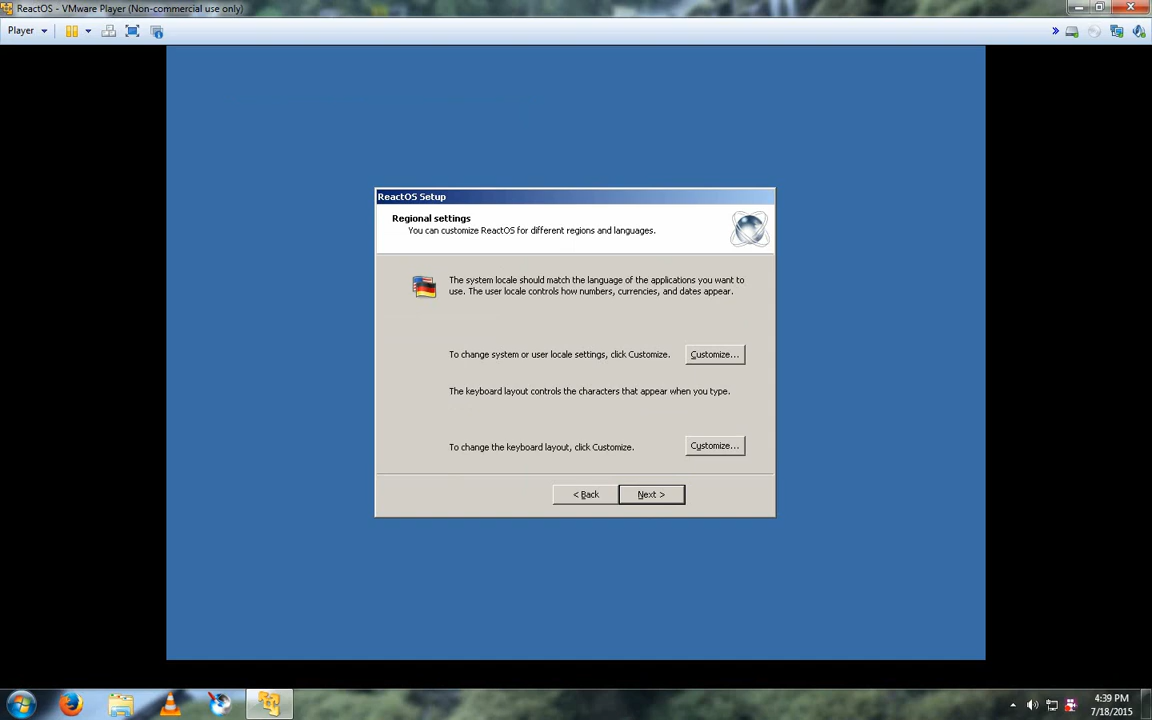 ReactOS - VMware Player (Non-commercial use only)
Player
ReactOS Setup
Regional settings
You can customize ReactOS for different regions and languages.
The system locale should match the language of the applications you want to
use. The user locale controls how numbers, currencies, and dates appear.
To change system or user locale settings, click Customize.
Customize...
The keyboard layout controls the characters that appear when you type.
To change the keyboard layout, click Customize.
Customize...
< Back
Next >
4:39 PM
7/18/2015